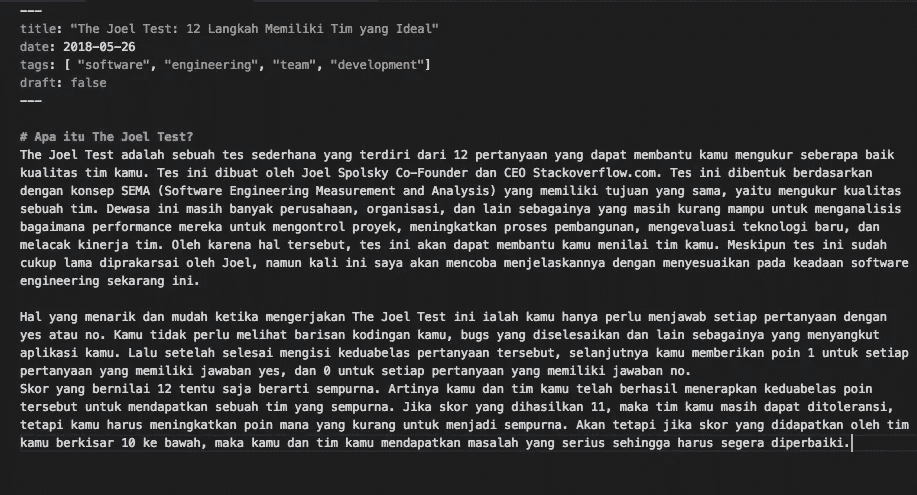 ---
title: "The Joel Test: 12 Langkah Memiliki Tim yang Ideal"
date: 2018-05-26
tags: [ "software", "engineering", "team", "development"]
draft: false
---
# Apa itu The Joel Test?
The Joel Test adalah sebuah tes sederhana yang terdiri dari 12 pertanyaan yang dapat membantu kamu mengukur seberapa baik
kualitas tim kamu. Tes ini dibuat oleh Joel Spolsky Co-Founder dan CEO Stackoverflow.com. Tes ini dibentuk berdasarkan
dengan konsep SEMA (Software Engineering Measurement and Analysis) yang memiliki tujuan yang sama, yaitu mengukur kualitas
sebuah tim. Dewasa ini masih banyak perusahaan, organisasi, dan lain sebagainya yang masih kurang mampu untuk menganalisis
bagaimana performance mereka untuk mengontrol proyek, meningkatkan proses pembangunan, mengevaluasi teknologi baru, dan
melacak kinerja tim. Oleh karena hal tersebut, tes ini akan dapat membantu kamu menilai tim kamu. Meskipun tes ini sudah
cukup lama diprakarsai oleh Joel, namun kali ini saya akan mencoba menjelaskannya dengan menyesuaikan pada keadaan software
engineering sekarang ini.
Hal yang menarik dan mudah ketika mengerjakan The Joel Test ini ialah kamu hanya perlu menjawab setiap pertanyaan dengan
yes atau no. Kamu tidak perlu melihat barisan kodingan kamu, bugs yang diselesaikan dan lain sebagainya yang menyangkut
aplikasi kamu. Lalu setelah selesai mengisi keduabelas pertanyaan tersebut, selanjutnya kamu memberikan poin 1 untuk setiap
pertanyaan yang memiliki jawaban yes, dan 0 untuk setiap pertanyaan yang memiliki jawaban no.
Skor yang bernilai 12 tentu saja berarti sempurna. Artinya kamu dan tim kamu telah berhasil menerapkan keduabelas poin
tersebut untuk mendapatkan sebuah tim yang sempurna. Jika skor yang dihasilkan 11, maka tim kamu masih dapat ditoleransi,
tetapi kamu harus meningkatkan poin mana yang kurang untuk menjadi sempurna. Akan tetapi jika skor yang didapatkan oleh tim
kamu berkisar 10 ke bawah, maka kamu dan tim kamu mendapatkan masalah yang serius sehingga harus segera diperbaiki.